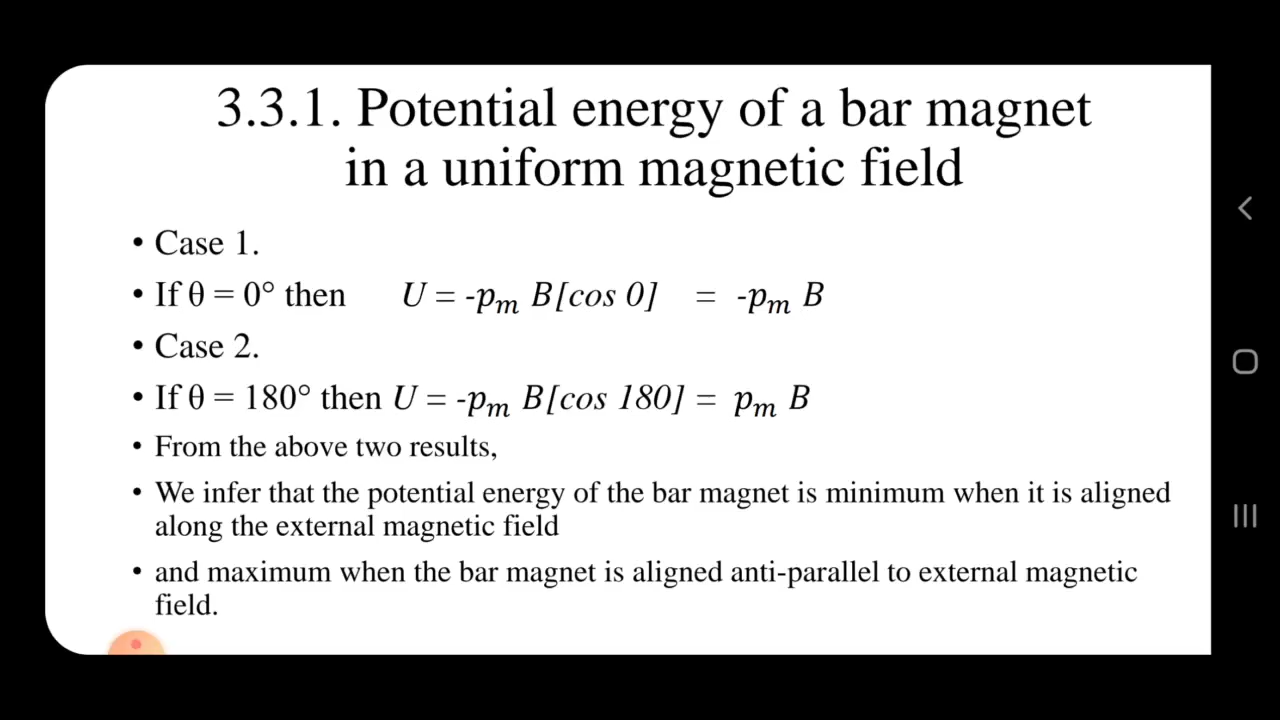 3.3.1. Potential energy of a bar magnet
in a uniform magnetic field
• Case 1.
• If θ = 0° then U = -pₘ B[cos 0] = -pₘ B
• Case 2.
• If θ = 180° then U = -pₘ B[cos 180] = pₘ B
• From the above two results,
• We infer that the potential energy of the bar magnet is minimum when it is aligned
along the external magnetic field
• and maximum when the bar magnet is aligned anti-parallel to external magnetic
field.